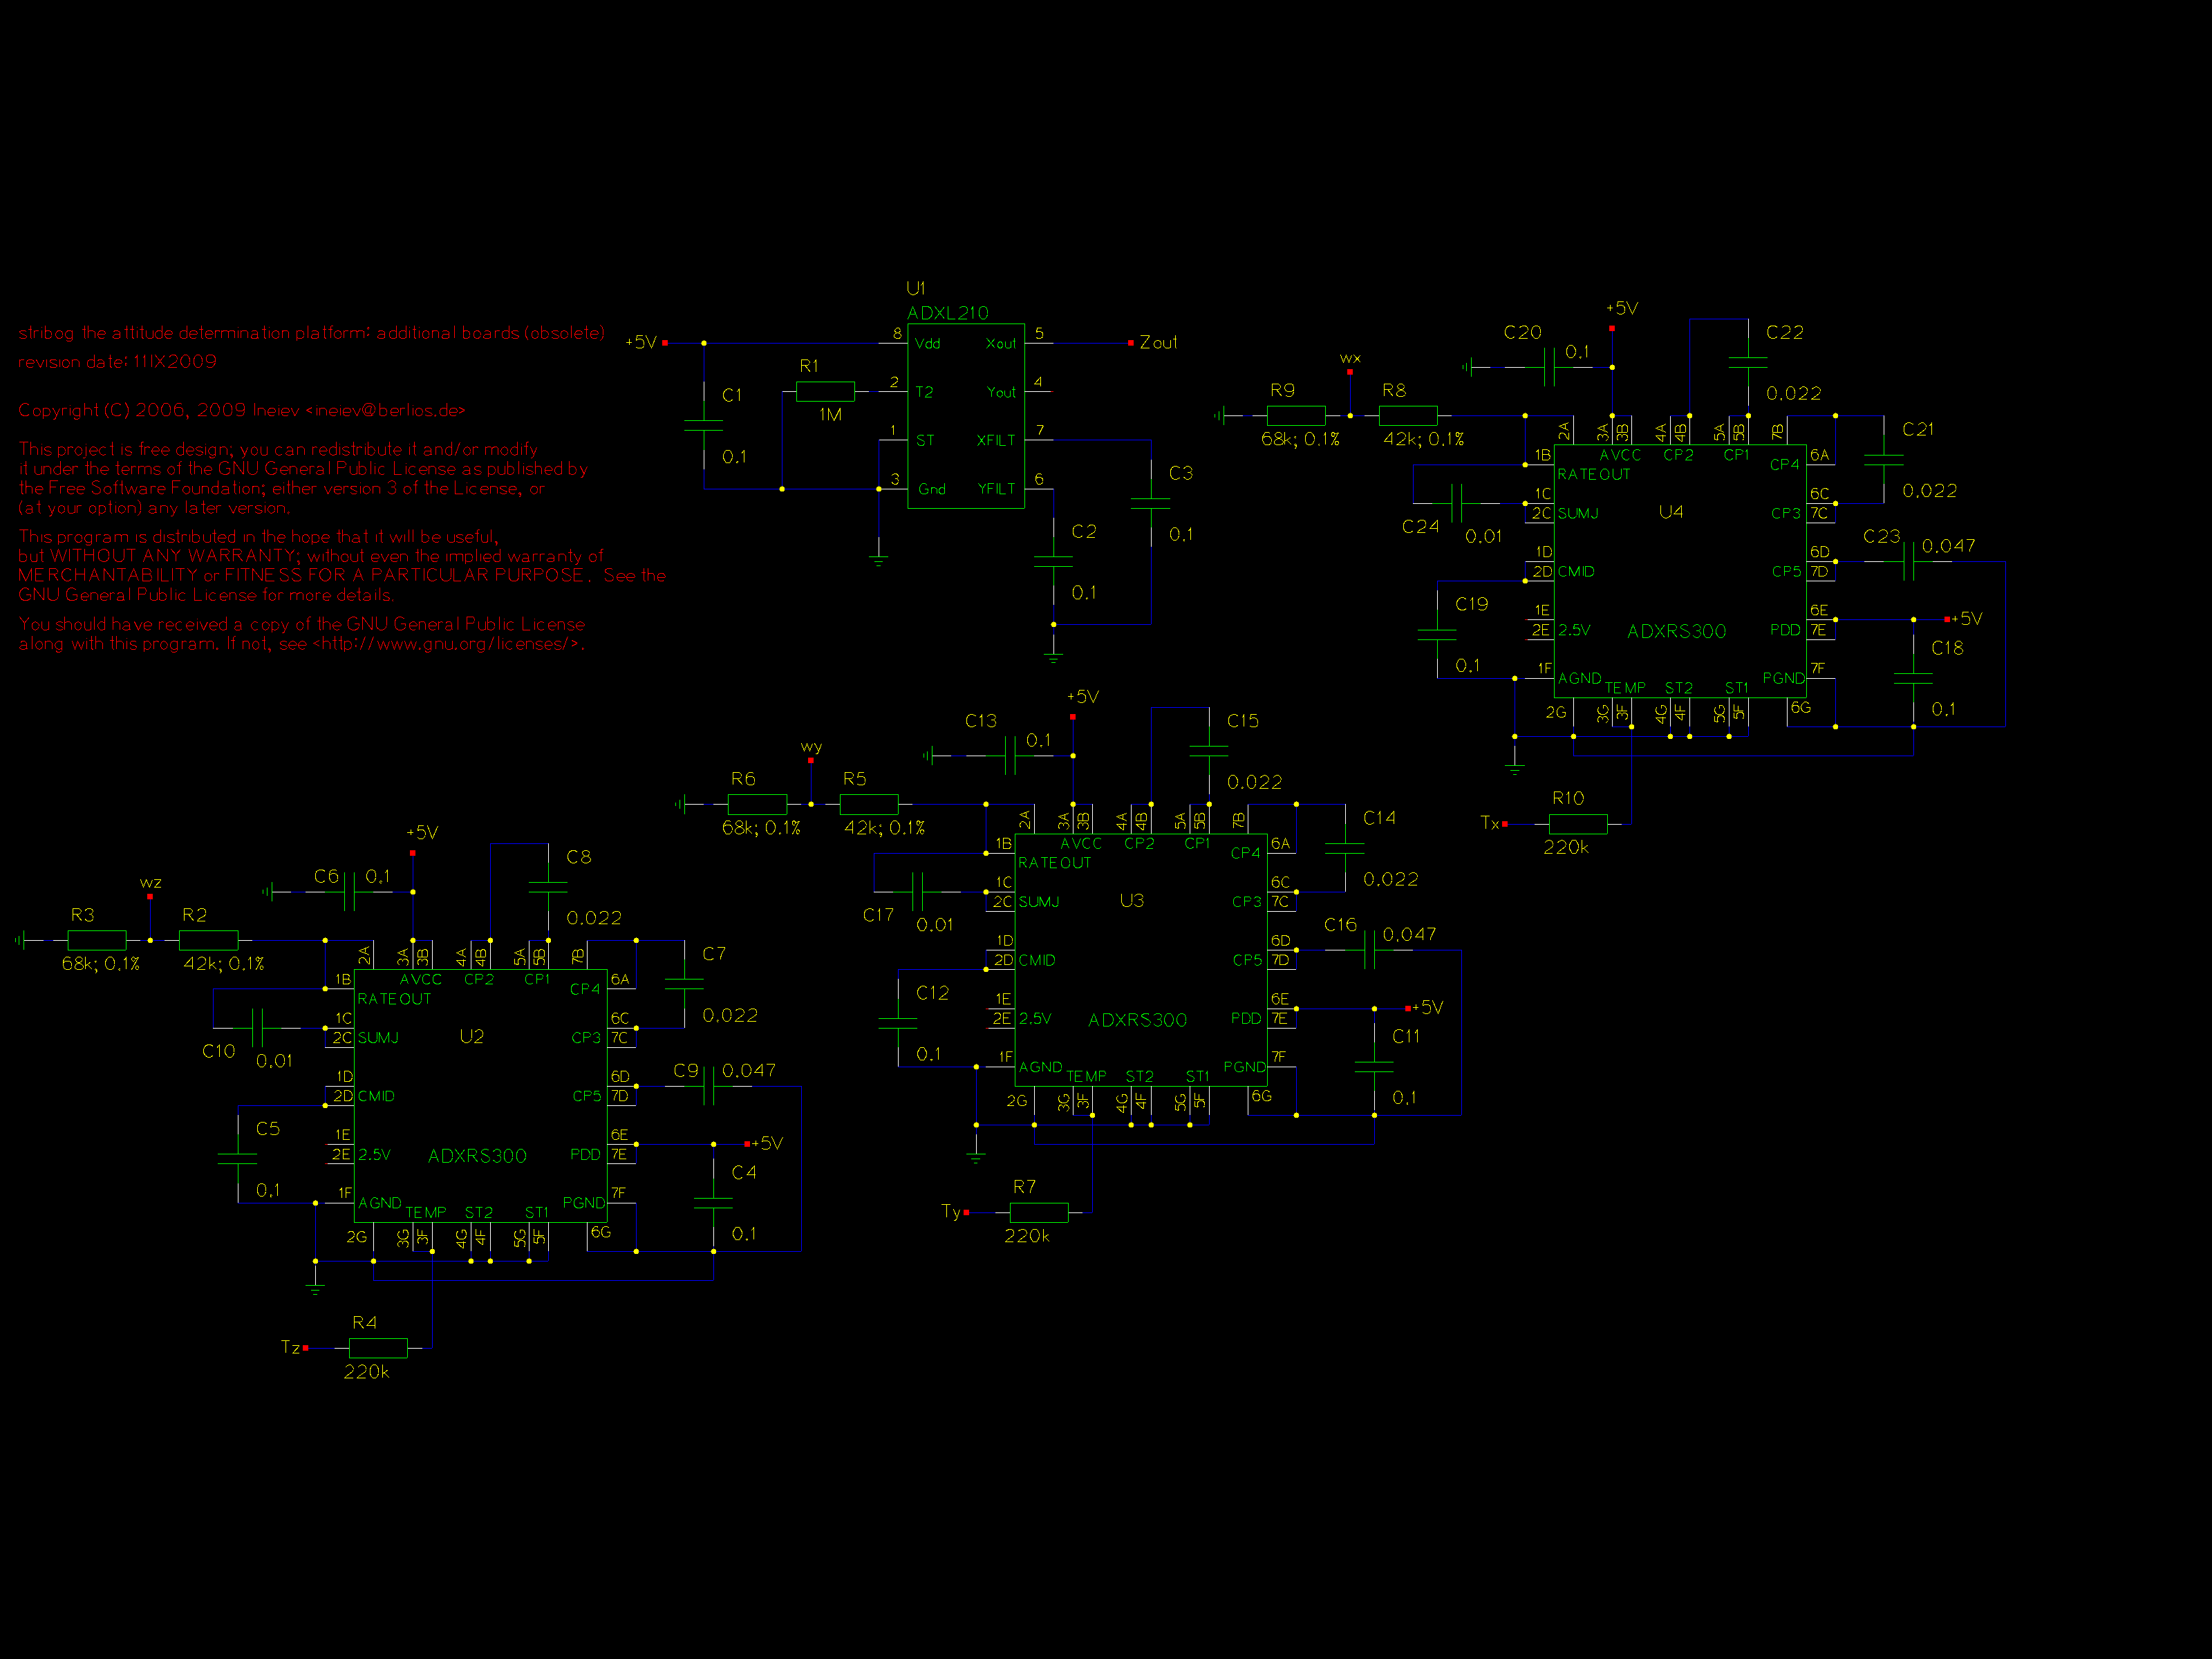 stribog the attitude determination platform: additional boards (obsolete)
revision date: 11IX2009
Copyright (C) 2006, 2009 Ineiev <ineiev@berlios.de>
This project is free design; you can redistribute it and/or modify
it under the terms of the GNU General Public License as published by
the Free Software Foundation; either version 3 of the License, or
(at your option) any later version.
This program is distributed in the hope that it will be useful,
but WITHOUT ANY WARRANTY; without even the implied warranty of
MERCHANTABILITY or FITNESS FOR A PARTICULAR PURPOSE. See the
GNU General Public License for more details.
You should have received a copy of the GNU General Public License
along with this program. If not, see <http://www.gnu.org/licenses/>.
U1
ADXL210
+5V
8 Vdd Xout 5
Zout
R1
1M
2 T2 Yout 4
C1
0.1
1 ST XFILT 7
3 Gnd YFILT 6
C3
0.1
C2
0.1
+5V
C20 0.1
C22
0.022
wx
R9
68k; 0.1%
R8
42k; 0.1%
2A 3A 3B 4A 4B 5A 5B 7B
AVCC CP2 CP1 CP4
1B
RATEOUT
6A
C21
0.022
1C
2C SUMJ
U4
6C
CP3 7C
C24 0.01
C23 0.047
1D
2D CMID
6D
CP5 7D
C19
0.1
1E
2E 2.5V
ADXRS300
6E
PDD 7E
+5V
C18
0.1
1F AGND
PGND 7F
TEMP ST2 ST1
2G 3G 3F 4G 4F 5G 5F 6G
R10
Tx
220k
+5V
C13 0.1
C15
0.022
wy
R6
68k; 0.1%
R5
42k; 0.1%
2A 3A 3B 4A 4B 5A 5B 7B
AVCC CP2 CP1 CP4
1B
RATEOUT
6A
C14
0.022
1C
2C SUMJ
U3
6C
CP3 7C
C17 0.01
C16 0.047
1D
2D CMID
6D
CP5 7D
C12
0.1
1E
2E 2.5V
ADXRS300
6E
PDD 7E
+5V
C11
0.1
1F AGND
PGND 7F
TEMP ST2 ST1
2G 3G 3F 4G 4F 5G 5F 6G
R7
Ty
220k
+5V
C6 0.1
C8
0.022
wz
R3
68k; 0.1%
R2
42k; 0.1%
2A 3A 3B 4A 4B 5A 5B 7B
AVCC CP2 CP1 CP4
1B
RATEOUT
6A
C7
0.022
1C
2C SUMJ
U2
6C
CP3 7C
C10 0.01
C9 0.047
1D
2D CMID
6D
CP5 7D
C5
0.1
1E
2E 2.5V
ADXRS300
6E
PDD 7E
+5V
C4
0.1
1F AGND
PGND 7F
TEMP ST2 ST1
2G 3G 3F 4G 4F 5G 5F 6G
R4
Tz
220k